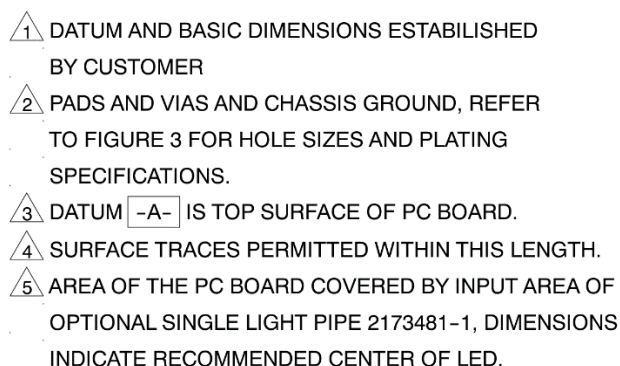 1 DATUM AND BASIC DIMENSIONS ESTABILISHED
BY CUSTOMER
2 PADS AND VIAS AND CHASSIS GROUND, REFER
TO FIGURE 3 FOR HOLE SIZES AND PLATING
SPECIFICATIONS.
3 DATUM -A- IS TOP SURFACE OF PC BOARD.
4 SURFACE TRACES PERMITTED WITHIN THIS LENGTH.
5 AREA OF THE PC BOARD COVERED BY INPUT AREA OF
OPTIONAL SINGLE LIGHT PIPE 2173481-1, DIMENSIONS
INDICATE RECOMMENDED CENTER OF LED.